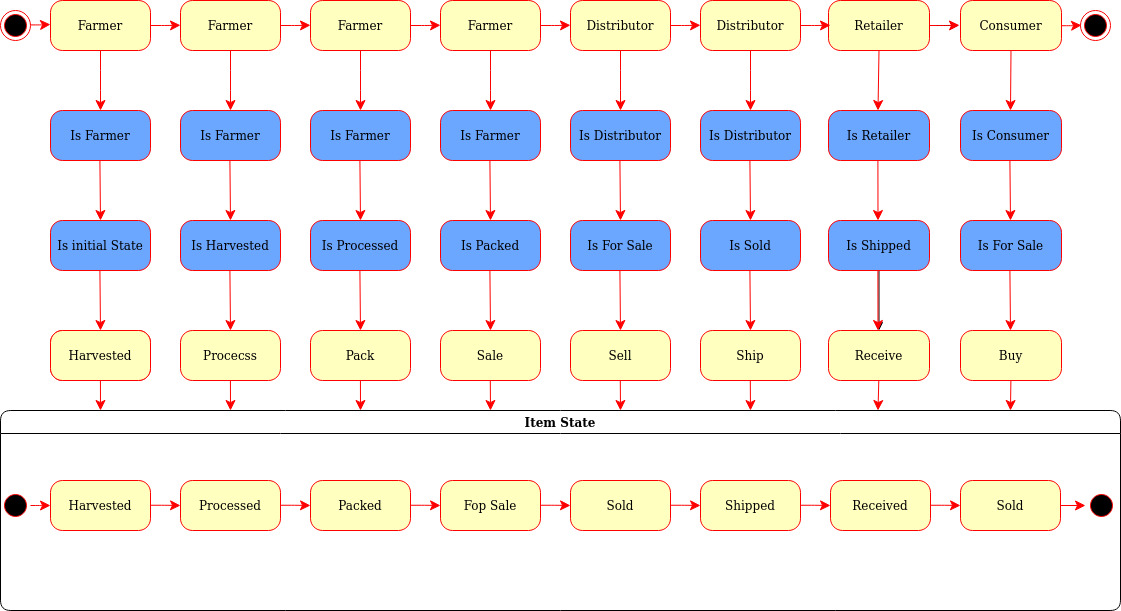 Farmer
Farmer
Farmer
Farmer
Distributor
Distributor
Retailer
Consumer
Is Farmer
Is Farmer
Is Farmer
Is Farmer
Is Distributor
Is Distributor
Is Retailer
Is Consumer
Is initial State
Is Harvested
Is Processed
Is Packed
Is For Sale
Is Sold
Is Shipped
Is For Sale
Harvested
Procecss
Pack
Sale
Sell
Ship
Receive
Buy
Item State
Harvested
Processed
Packed
Fop Sale
Sold
Shipped
Received
Sold